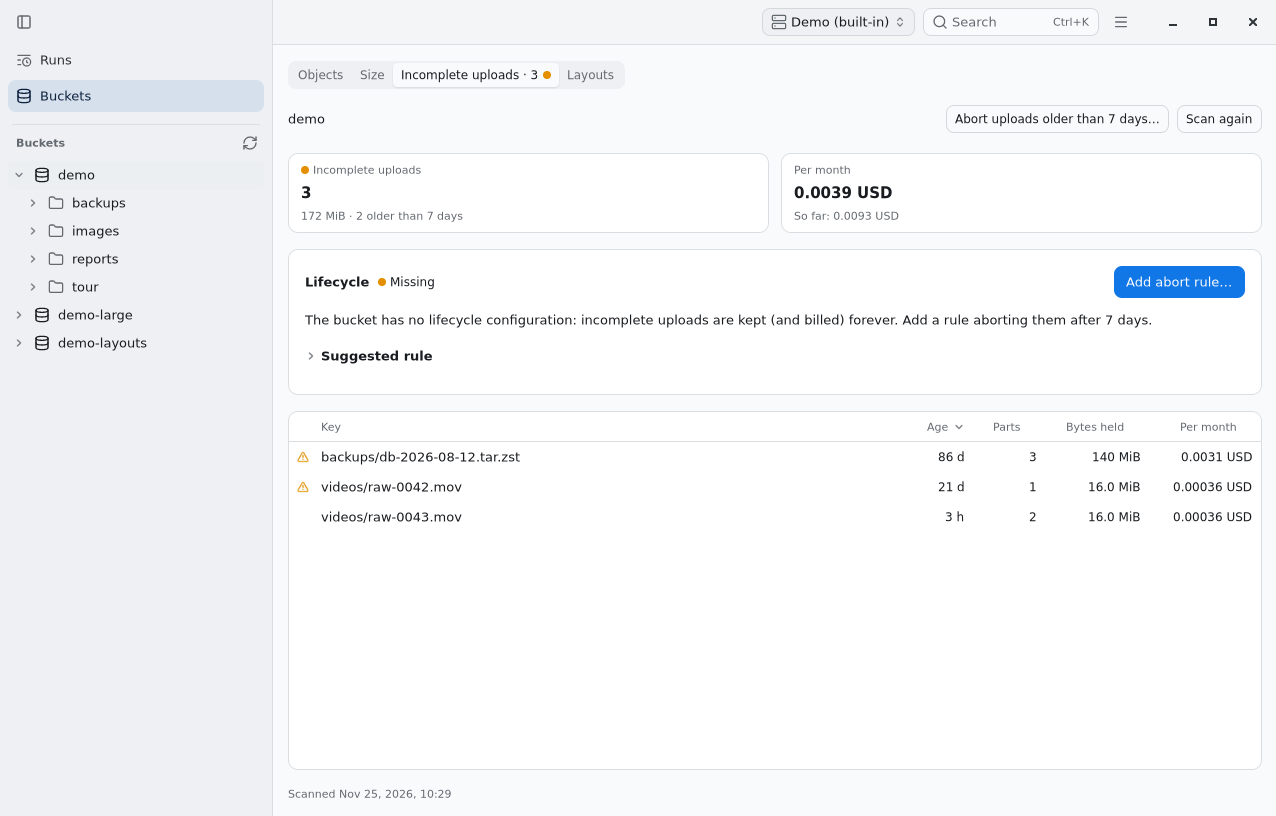 Demo (built-in)
Search
Ctrl+K
Runs
Buckets
Buckets
demo
backups
images
reports
tour
demo-large
demo-layouts
Objects
Size
Incomplete uploads · 3
Layouts
demo
Abort uploads older than 7 days…
Scan again
Incomplete uploads
3
172 MiB · 2 older than 7 days
Per month
0.0039 USD
So far: 0.0093 USD
Lifecycle
Missing
Add abort rule…
The bucket has no lifecycle configuration: incomplete uploads are kept (and billed) forever. Add a rule aborting them after 7 days.
Suggested rule
Key Age Parts Bytes held Per month
backups/db-2026-08-12.tar.zst 86 d 3 140 MiB 0.0031 USD
videos/raw-0042.mov 21 d 1 16.0 MiB 0.00036 USD
videos/raw-0043.mov 3 h 2 16.0 MiB 0.00036 USD
Scanned Nov 25, 2026, 10:29